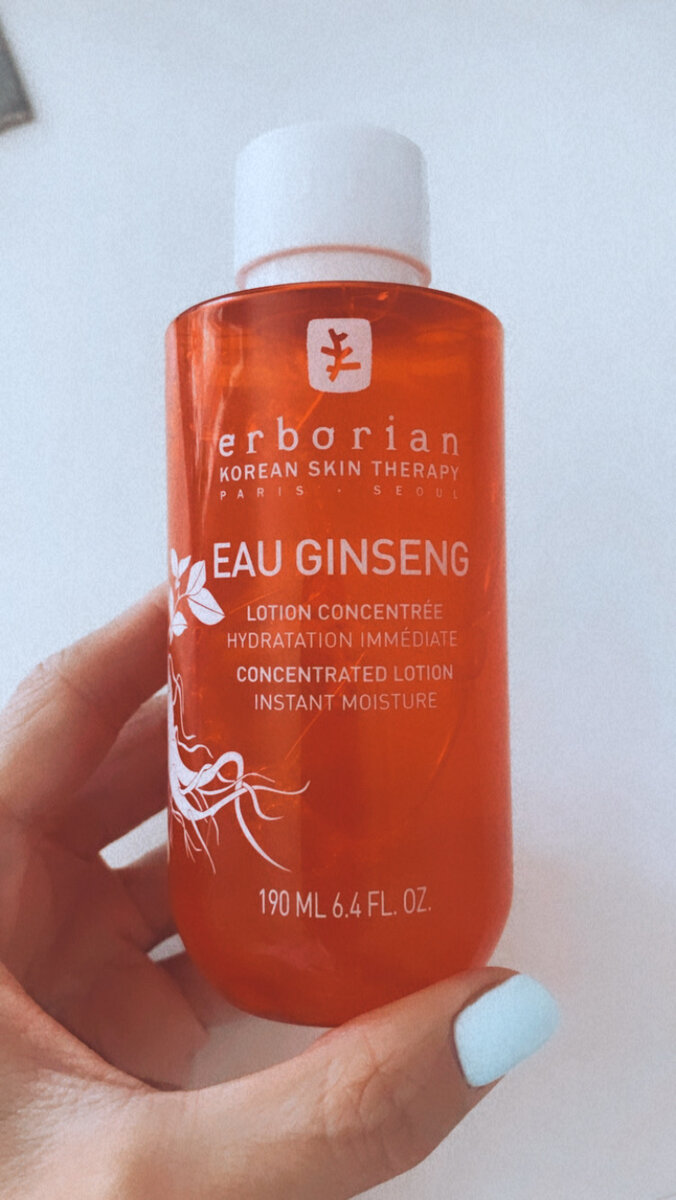 erborian
KOREAN SKIN THERAPY
PARIS · SEOUL
EAU GINSENG
LOTION CONCENTRÉE
HYDRATATION IMMÉDIATE
CONCENTRATED LOTION
INSTANT MOISTURE
190 ML 6.4 FL. OZ.